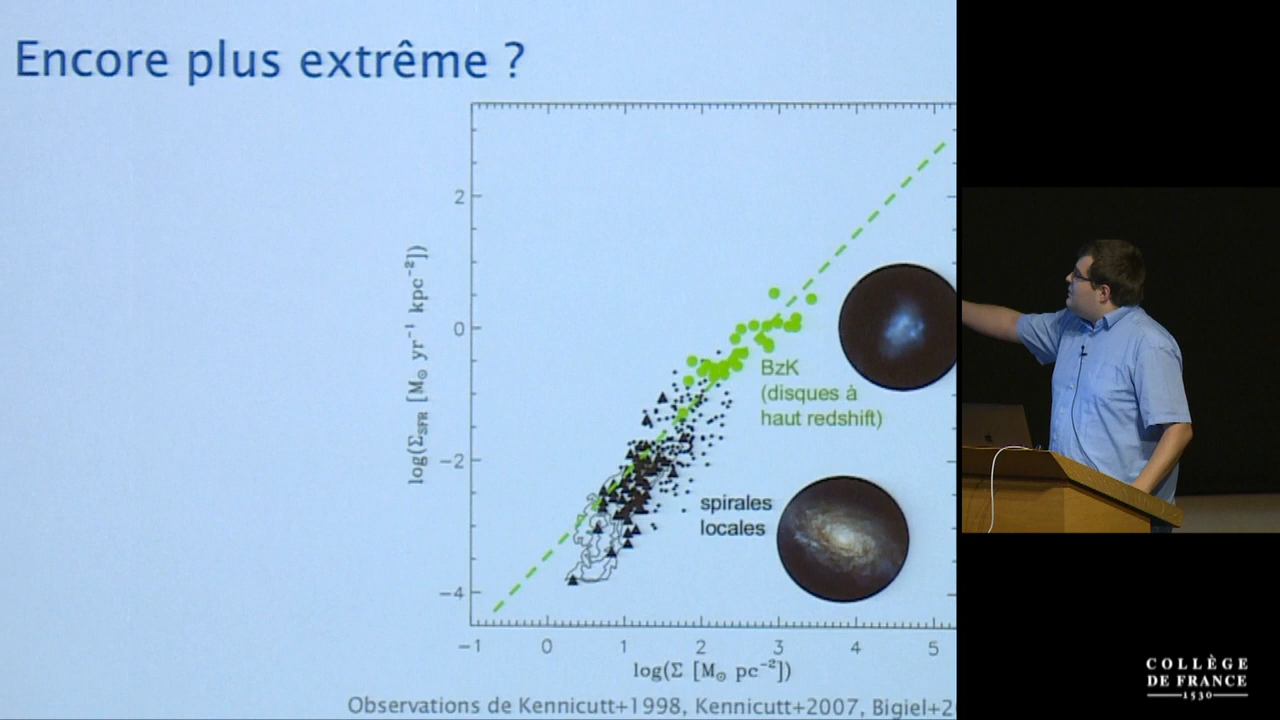 Encore plus extrême ?
2
0
−2
−4
log(Σ_SFR [M⊙ yr⁻¹ kpc⁻²])
BzK
(disques à
haut redshift)
spirales
locales
−1 0 1 2 3 4 5
log(Σ [M⊙ pc⁻²])
Observations de Kennicutt+1998, Kennicutt+2007, Bigiel+2
COLLÈGE
DE FRANCE
1530